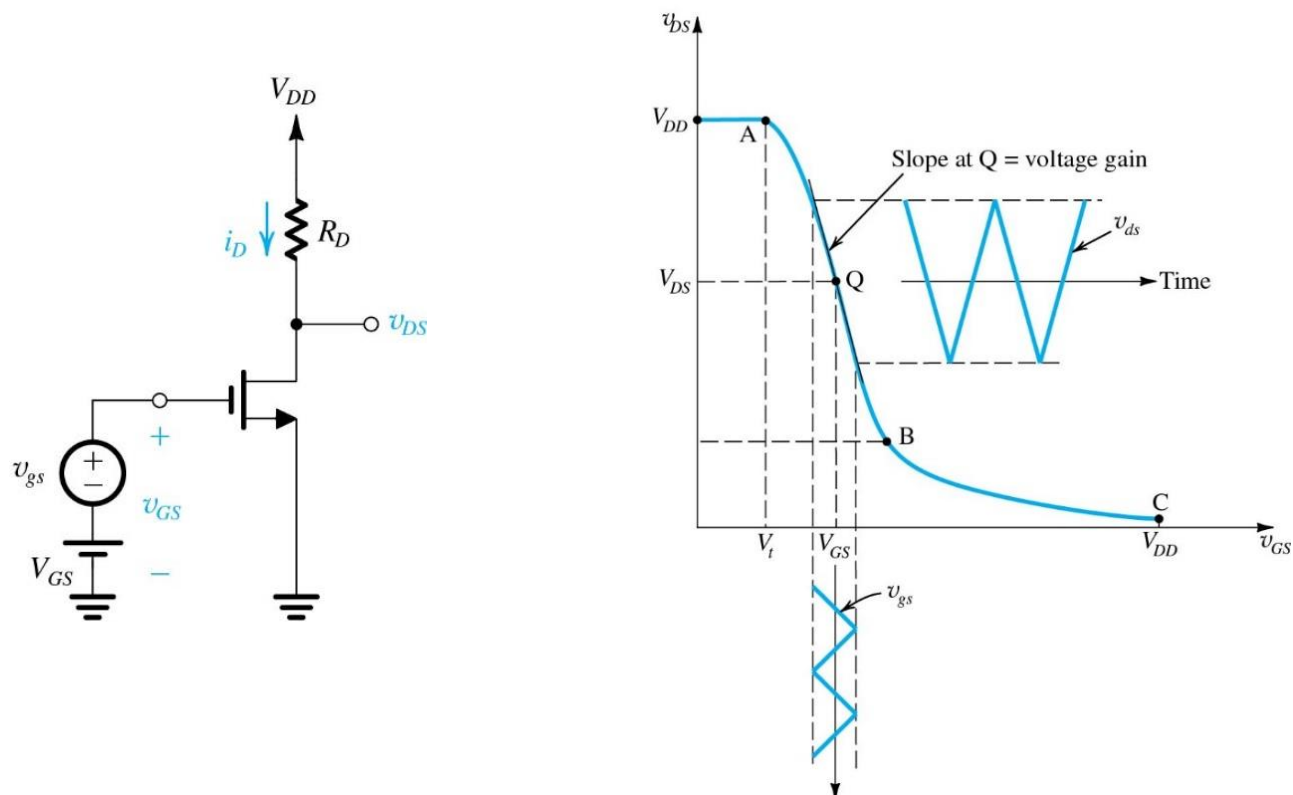 V_DD
i_D
R_D
v_DS
+
+
−
v_gs
v_GS
V_GS
−
v_DS
V_DD
A
Slope at Q = voltage gain
v_ds
V_DS
Q
Time
B
C
V_t
V_GS
V_DD
v_GS
v_gs